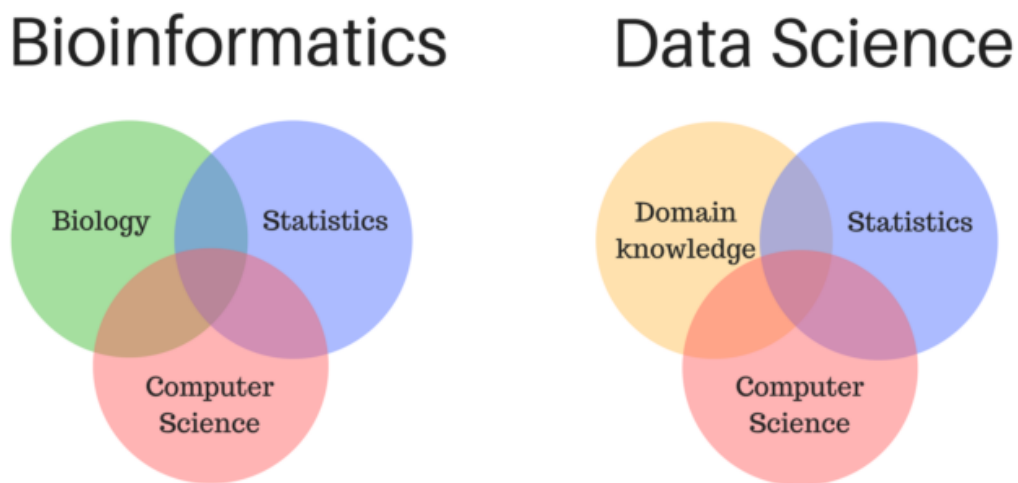 Bioinformatics
Biology
Statistics
Computer
Science
Data Science
Domain
knowledge
Statistics
Computer
Science